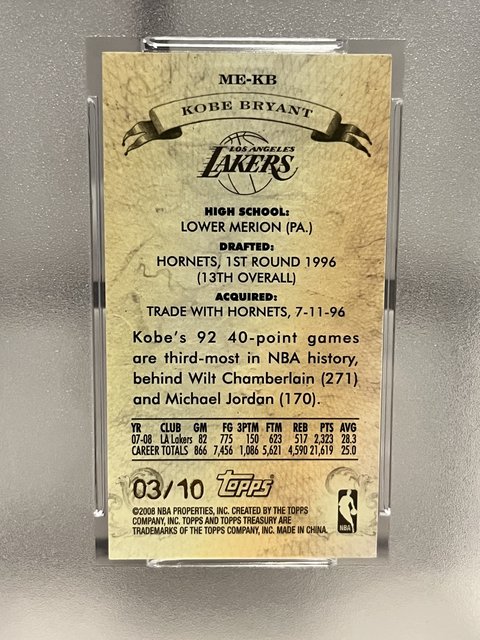 ME-KB
KOBE BRYANT
LOS ANGELES
LAKERS
HIGH SCHOOL:
LOWER MERION (PA.)
DRAFTED:
HORNETS, 1ST ROUND 1996
(13TH OVERALL)
ACQUIRED:
TRADE WITH HORNETS, 7-11-96
Kobe's 92 40-point games
are third-most in NBA history,
behind Wilt Chamberlain (271)
and Michael Jordan (170).
YR CLUB GM FG 3PTM FTM REB PTS AVG
07-08 LA Lakers 82 775 150 623 517 2,323 28.3
CAREER TOTALS 866 7,456 1,086 5,621 4,590 21,619 25.0
03/10 topps®
©2008 NBA PROPERTIES, INC. CREATED BY THE TOPPS
COMPANY, INC. TOPPS AND TOPPS TREASURY ARE
TRADEMARKS OF THE TOPPS COMPANY, INC. MADE IN CHINA.
NBA